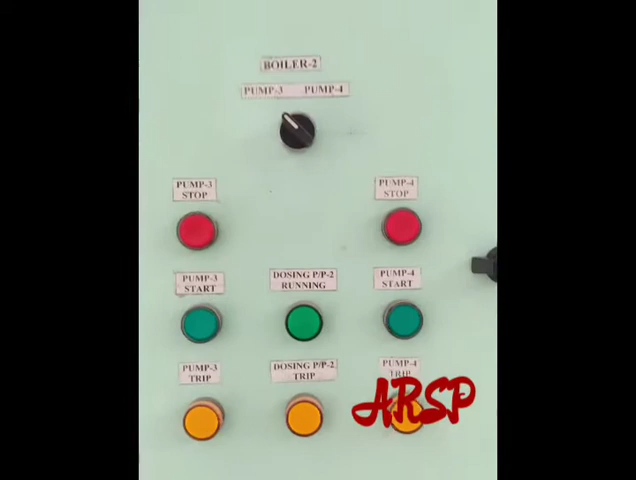 BOILER-2
PUMP-3 PUMP-4
PUMP-3
STOP
PUMP-4
STOP
PUMP-3
START
DOSING P/P-2
RUNNING
PUMP-4
START
PUMP-3
TRIP
DOSING P/P-2
TRIP
PUMP-4
TRIP
ARSP